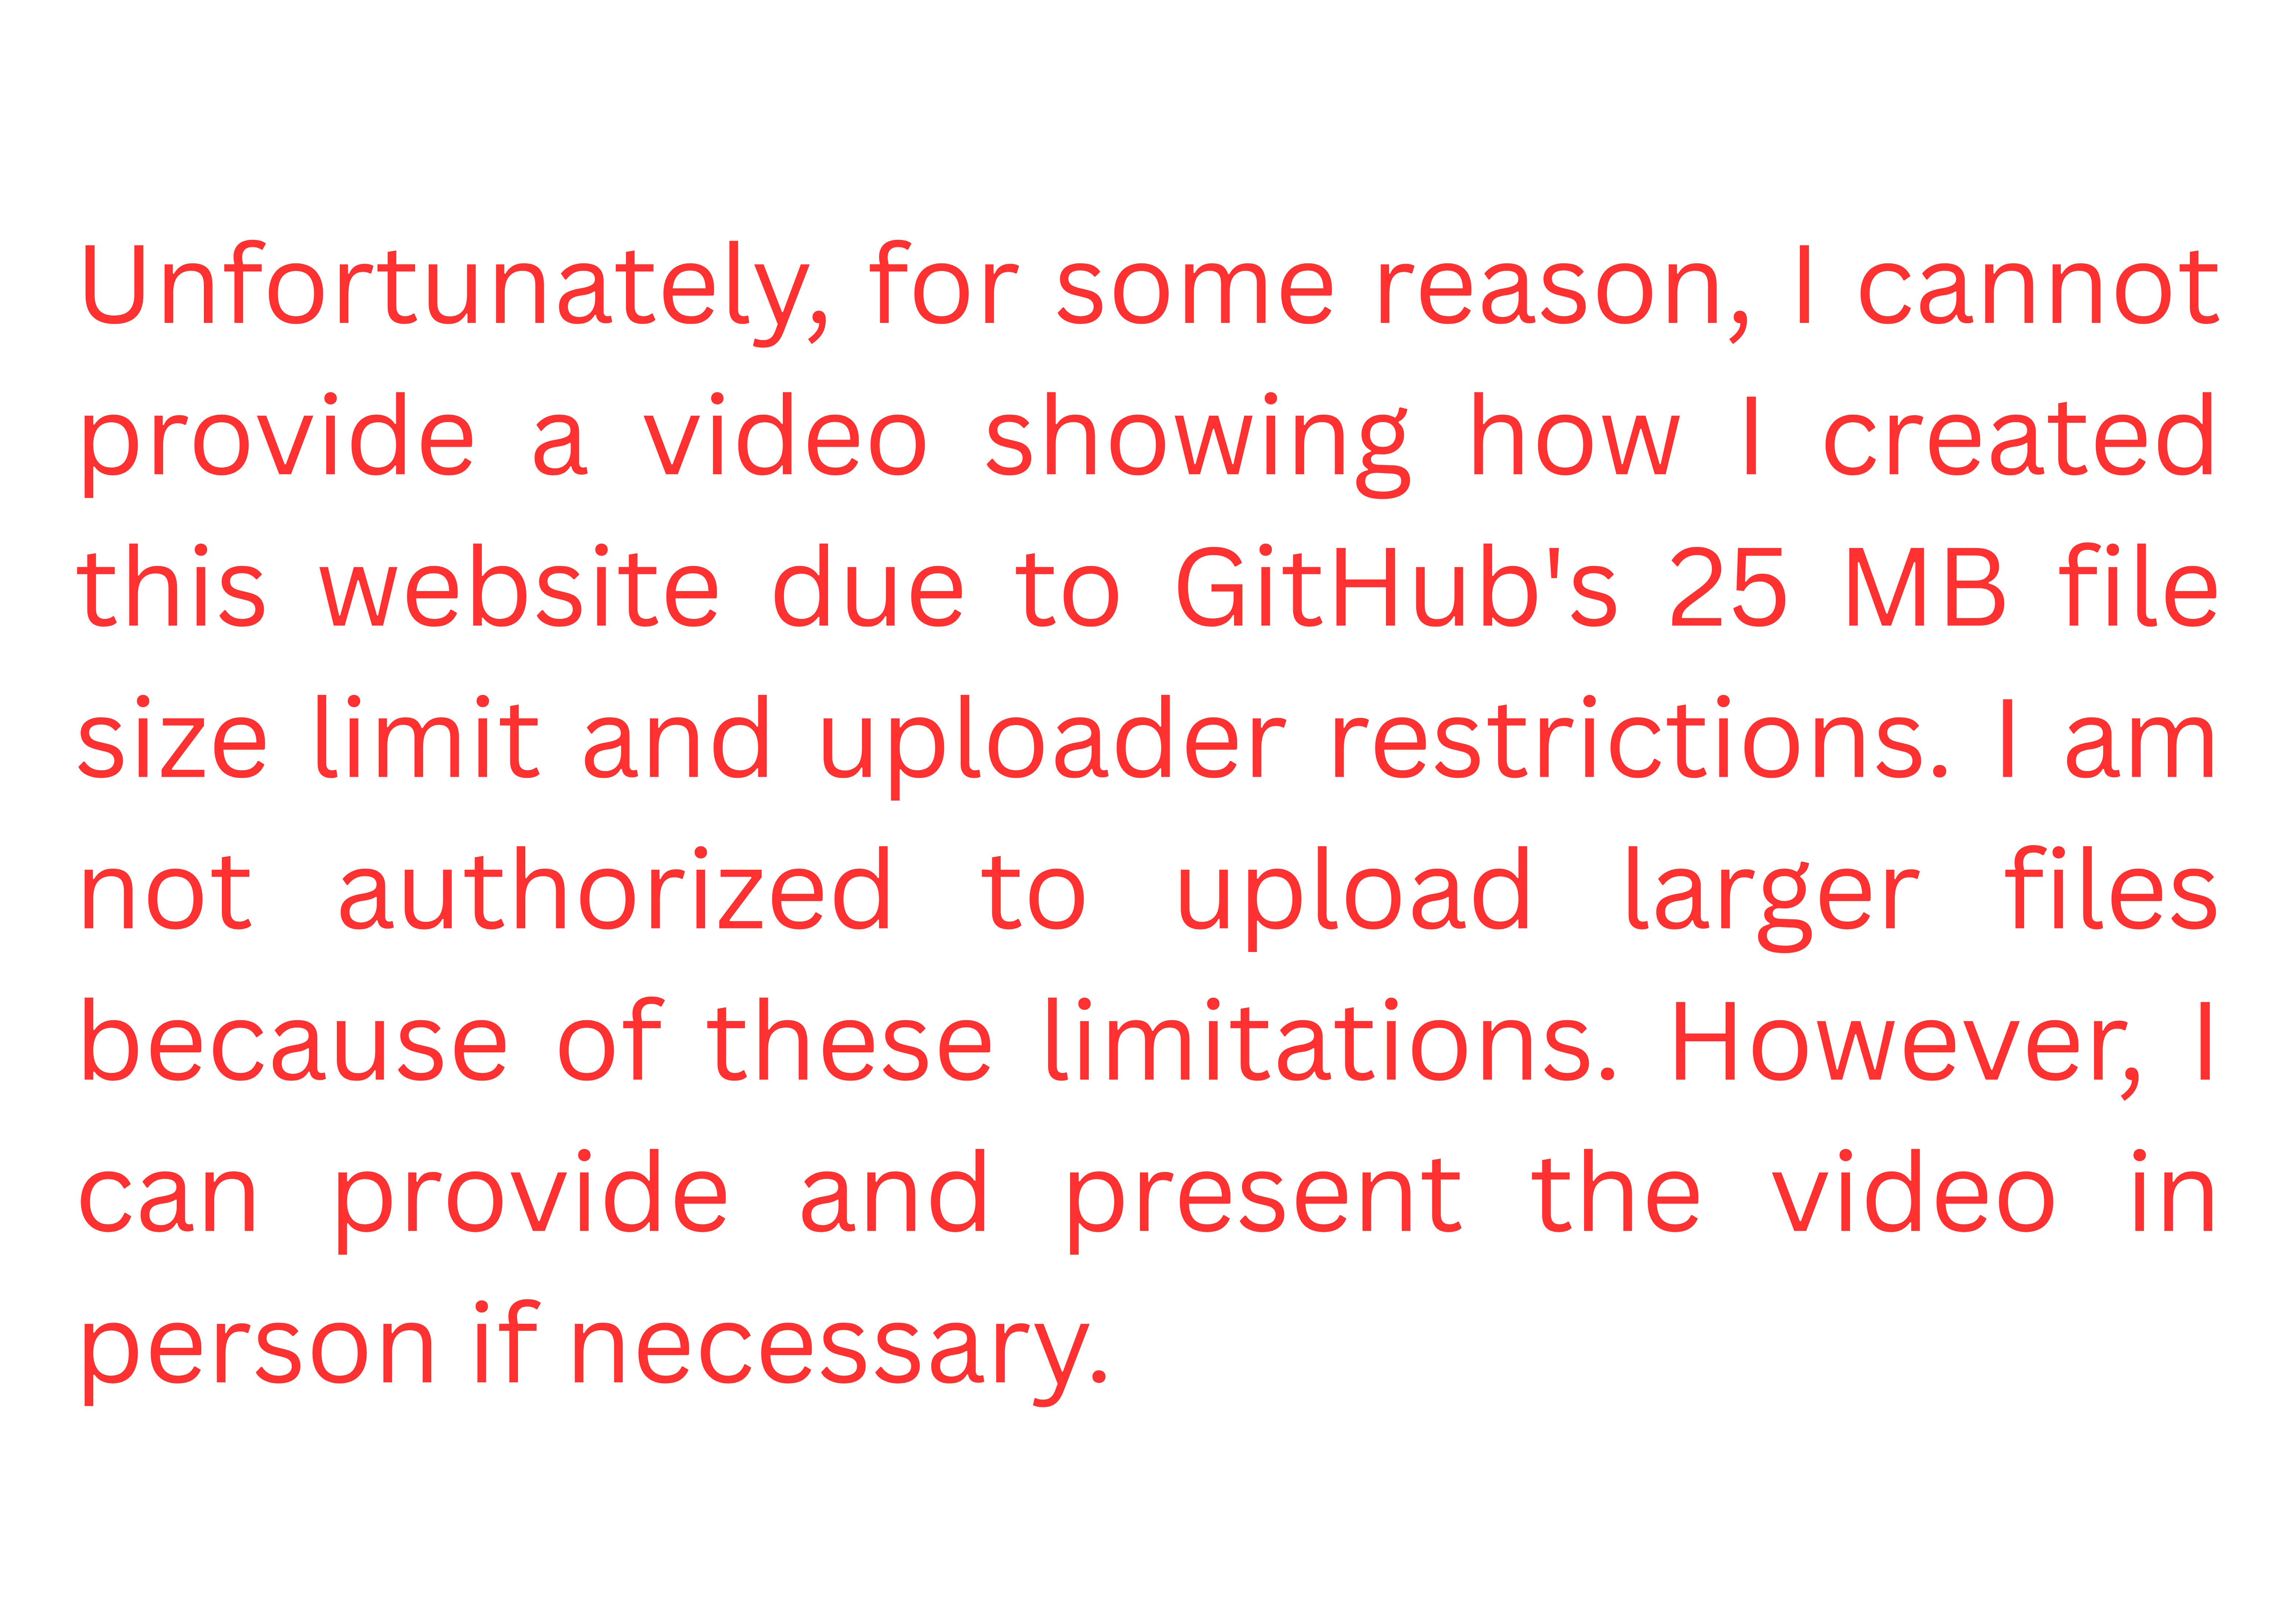 Unfortunately, for some reason, I cannot
provide a video showing how I created
this website due to GitHub's 25 MB file
size limit and uploader restrictions. I am
not authorized to upload larger files
because of these limitations. However, I
can provide and present the video in
person if necessary.